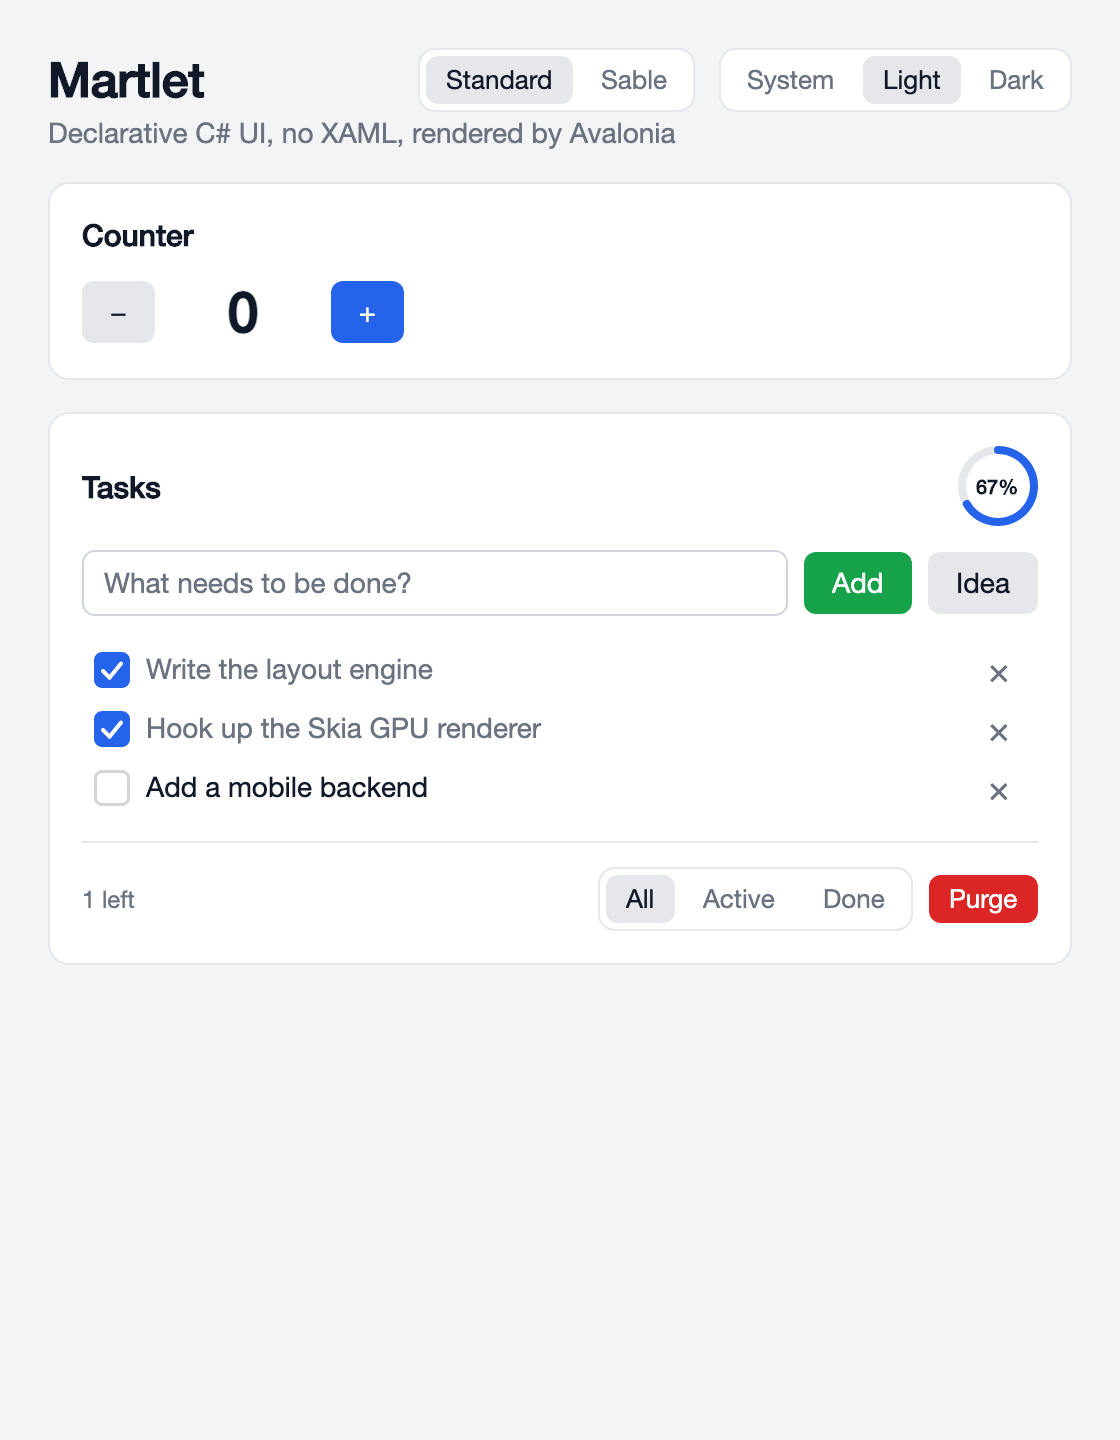 Martlet
Standard Sable
System Light Dark
Declarative C# UI, no XAML, rendered by Avalonia
Counter
– 0 +
Tasks
67%
What needs to be done?
Add
Idea
Write the layout engine
Hook up the Skia GPU renderer
Add a mobile backend
1 left
All Active Done
Purge